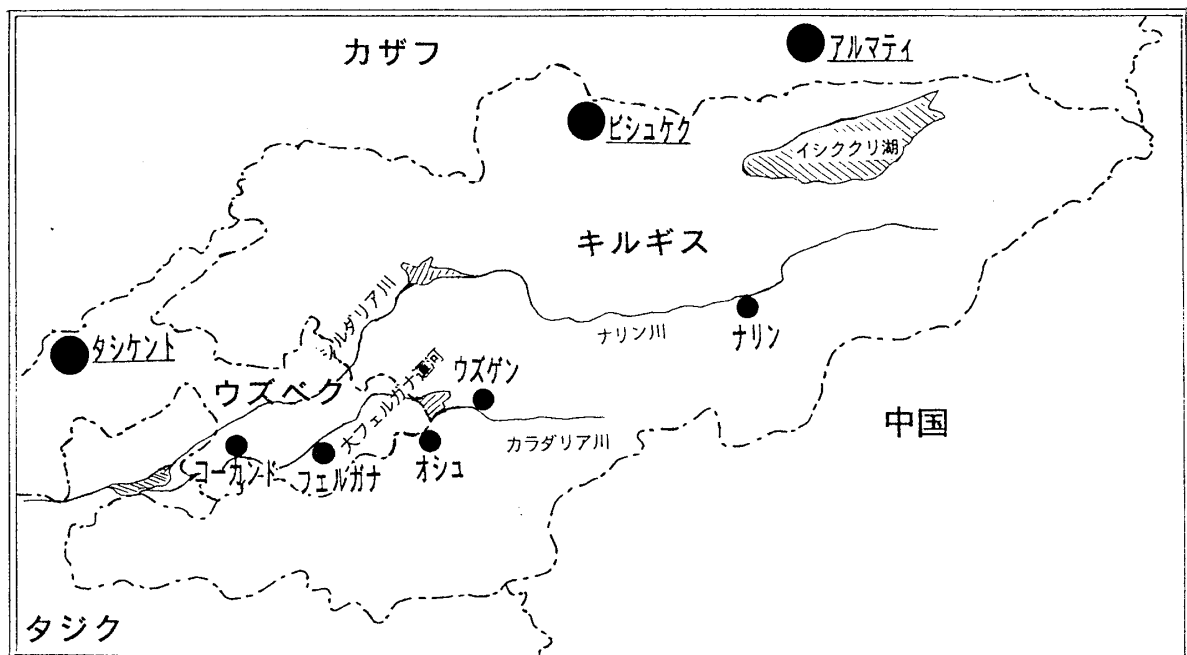 カザフ
アルマティ
ビシュケク
イシククリ湖
キルギス
ルダリア川
ナリン川
ナリン
タシケント
ウズベク
大フェルガナ運河
ウズゲン
中国
カラダリア川
コーカンド
フェルガナ
オシュ
タジク